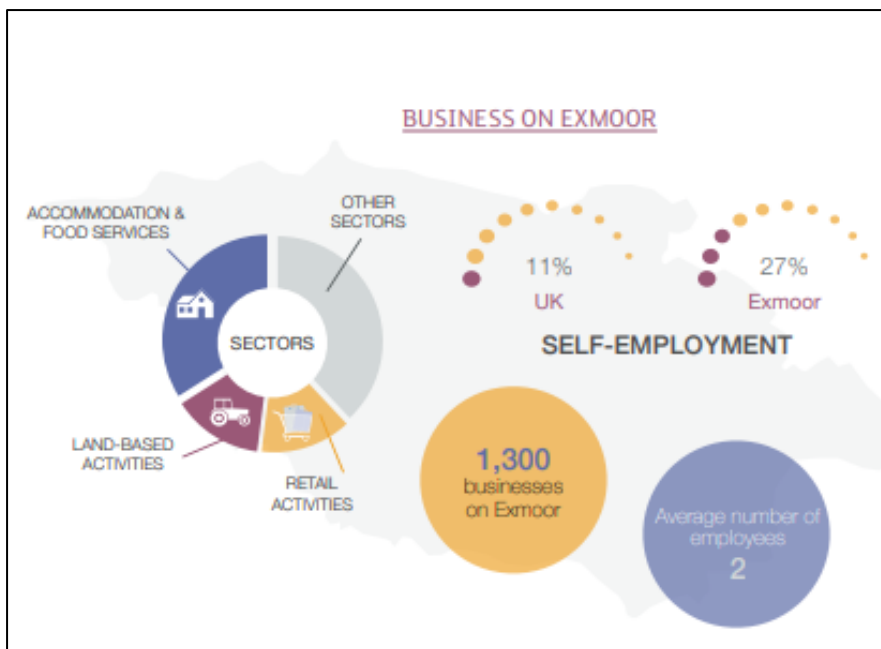 BUSINESS ON EXMOOR
ACCOMMODATION &
FOOD SERVICES
OTHER
SECTORS
SECTORS
LAND-BASED
ACTIVITIES
RETAIL
ACTIVITIES
11%
UK
27%
Exmoor
SELF-EMPLOYMENT
1,300
businesses
on Exmoor
Average number of
employees
2